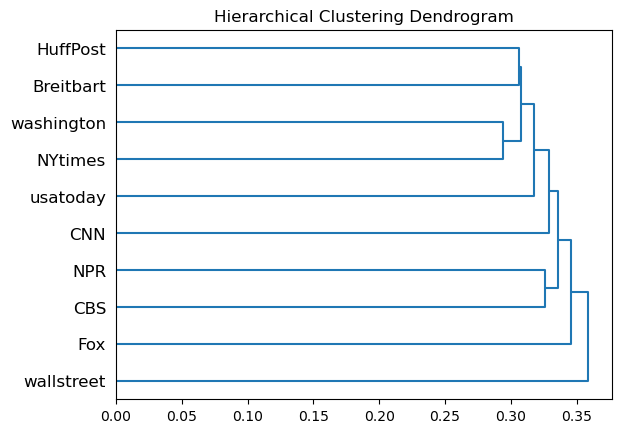 Hierarchical Clustering Dendrogram
HuffPost
Breitbart
washington
NYtimes
usatoday
CNN
NPR
CBS
Fox
wallstreet
0.00 0.05 0.10 0.15 0.20 0.25 0.30 0.35